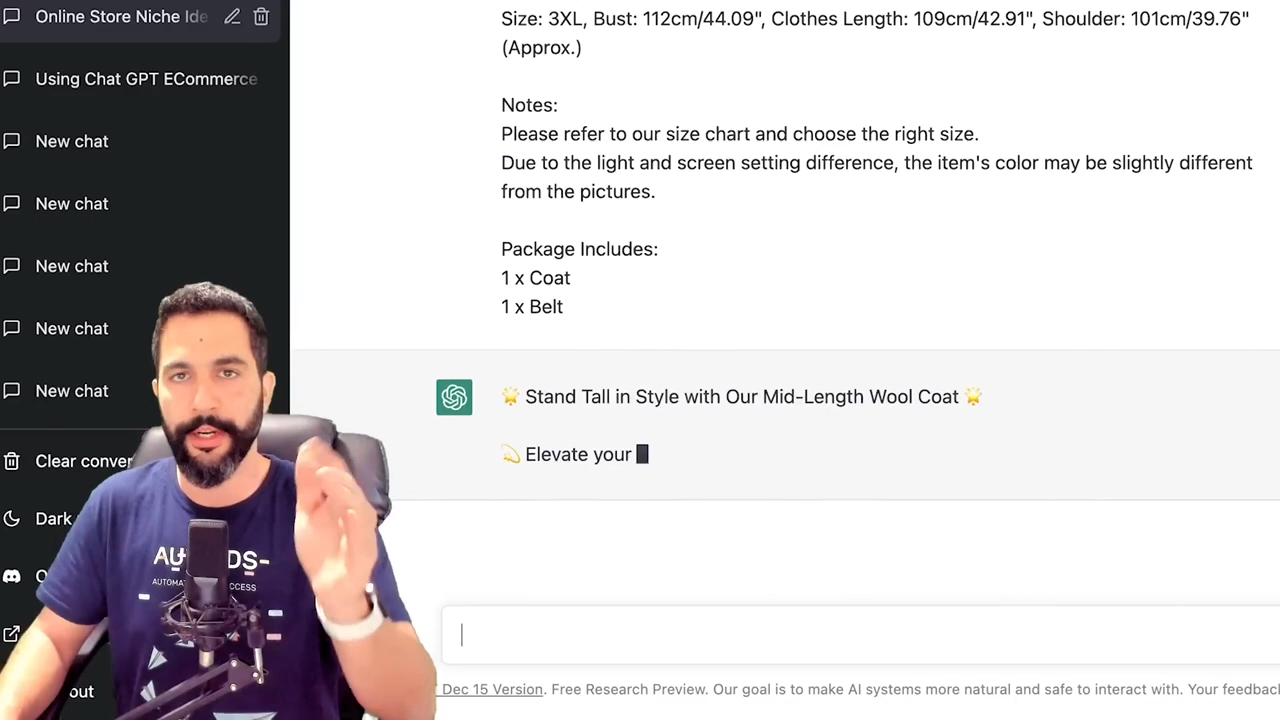 Online Store Niche Ide
Using Chat GPT ECommerce
New chat
New chat
New chat
New chat
New chat
Clear conver
Dark
out
Size: 3XL, Bust: 112cm/44.09", Clothes Length: 109cm/42.91", Shoulder: 101cm/39.76"
(Approx.)
Notes:
Please refer to our size chart and choose the right size.
Due to the light and screen setting difference, the item's color may be slightly different
from the pictures.
Package Includes:
1 x Coat
1 x Belt
🌟 Stand Tall in Style with Our Mid-Length Wool Coat 🌟
💫 Elevate your
Dec 15 Version. Free Research Preview. Our goal is to make AI systems more natural and safe to interact with. Your feedback